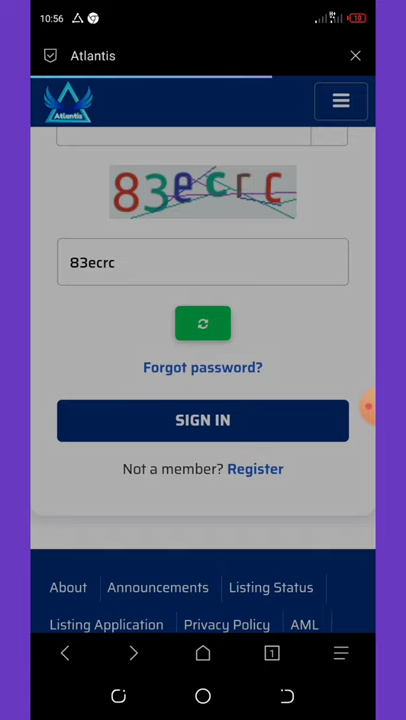 10:56
18
Atlantis
Atlantis
83ecrc
83ecrc
Forgot password?
SIGN IN
Not a member? Register
About Announcements Listing Status
Listing Application Privacy Policy AML
1